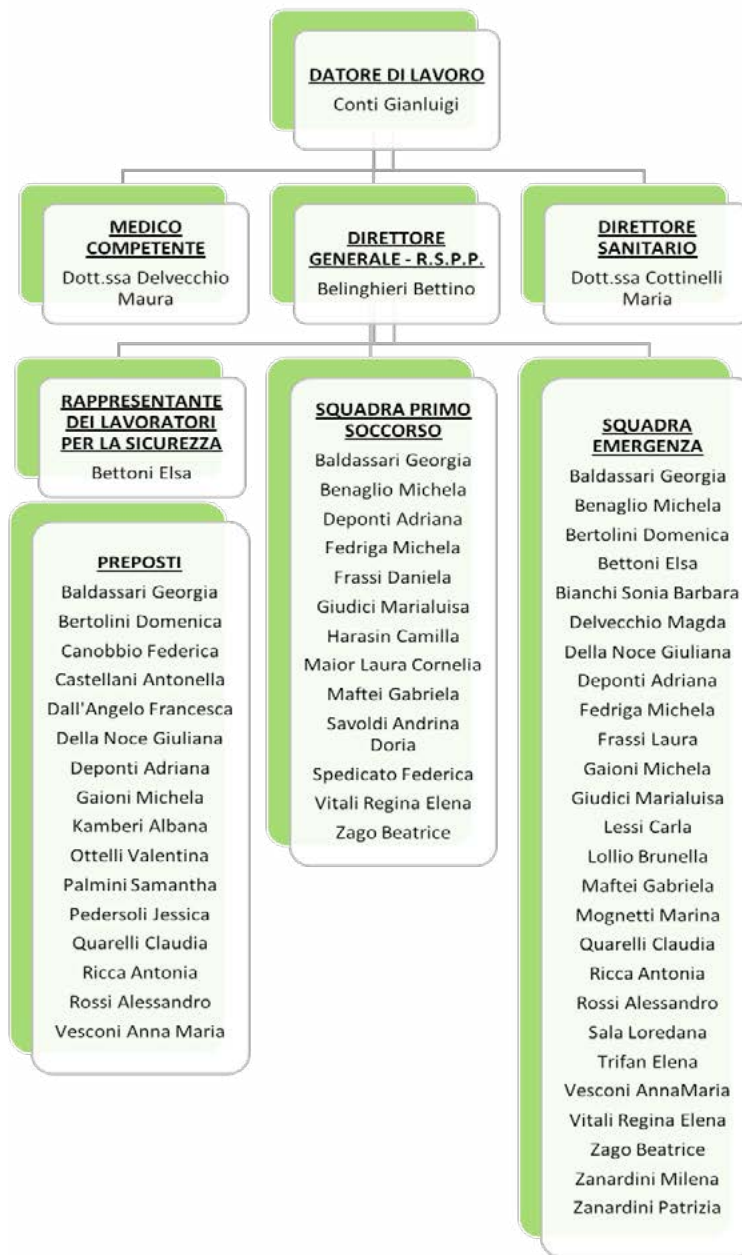 DATORE DI LAVORO
Conti Gianluigi
MEDICO
COMPETENTE
Dott.ssa Delvecchio
Maura
DIRETTORE
GENERALE - R.S.P.P.
Belinghieri Bettino
DIRETTORE
SANITARIO
Dott.ssa Cottinelli
Maria
RAPPRESENTANTE
DEI LAVORATORI
PER LA SICUREZZA
Bettoni Elsa
PREPOSTI
Baldassari Georgia
Bertolini Domenica
Canobbio Federica
Castellani Antonella
Dall'Angelo Francesca
Della Noce Giuliana
Deponti Adriana
Gaioni Michela
Kamberi Albana
Ottelli Valentina
Palmini Samantha
Pedersoli Jessica
Quarelli Claudia
Ricca Antonia
Rossi Alessandro
Vesconi Anna Maria
SQUADRA PRIMO
SOCCORSO
Baldassari Georgia
Benaglio Michela
Deponti Adriana
Fedriga Michela
Frassi Daniela
Giudici Marialuisa
Harasin Camilla
Maior Laura Cornelia
Maftei Gabriela
Savoldi Andrina
Doria
Spedicato Federica
Vitali Regina Elena
Zago Beatrice
SQUADRA
EMERGENZA
Baldassari Georgia
Benaglio Michela
Bertolini Domenica
Bettoni Elsa
Bianchi Sonia Barbara
Delvecchio Magda
Della Noce Giuliana
Deponti Adriana
Fedriga Michela
Frassi Laura
Gaioni Michela
Giudici Marialuisa
Lessi Carla
Lollio Brunella
Maftei Gabriela
Mognetti Marina
Quarelli Claudia
Ricca Antonia
Rossi Alessandro
Sala Loredana
Trifan Elena
Vesconi AnnaMaria
Vitali Regina Elena
Zago Beatrice
Zanardini Milena
Zanardini Patrizia